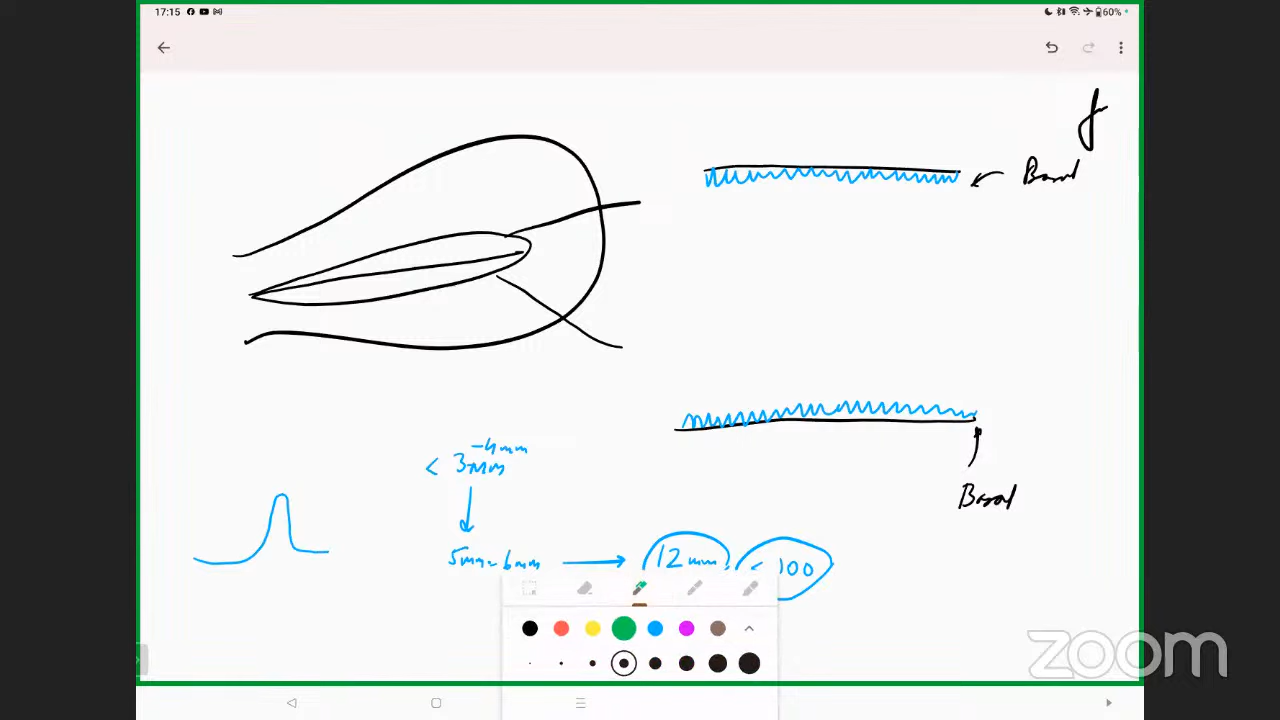 17:15
60%
Basal
< 3mm -4mm
Basal
5mm - 6mm → 12mm < 100
zoom